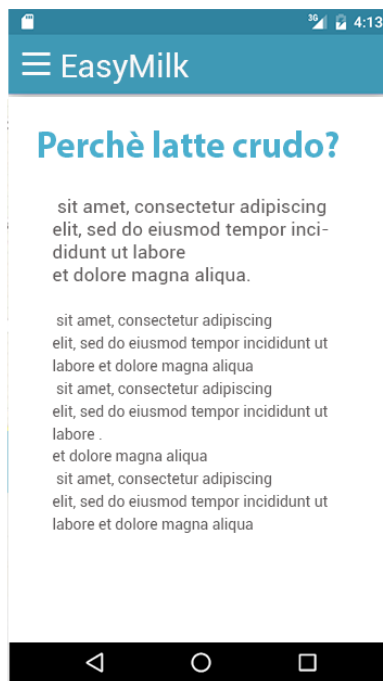 3G 4:13
EasyMilk
Perchè latte crudo?
sit amet, consectetur adipiscing
elit, sed do eiusmod tempor inci-
didunt ut labore
et dolore magna aliqua.
sit amet, consectetur adipiscing
elit, sed do eiusmod tempor incididunt ut
labore et dolore magna aliqua
sit amet, consectetur adipiscing
elit, sed do eiusmod tempor incididunt ut
labore .
et dolore magna aliqua
sit amet, consectetur adipiscing
elit, sed do eiusmod tempor incididunt ut
labore et dolore magna aliqua